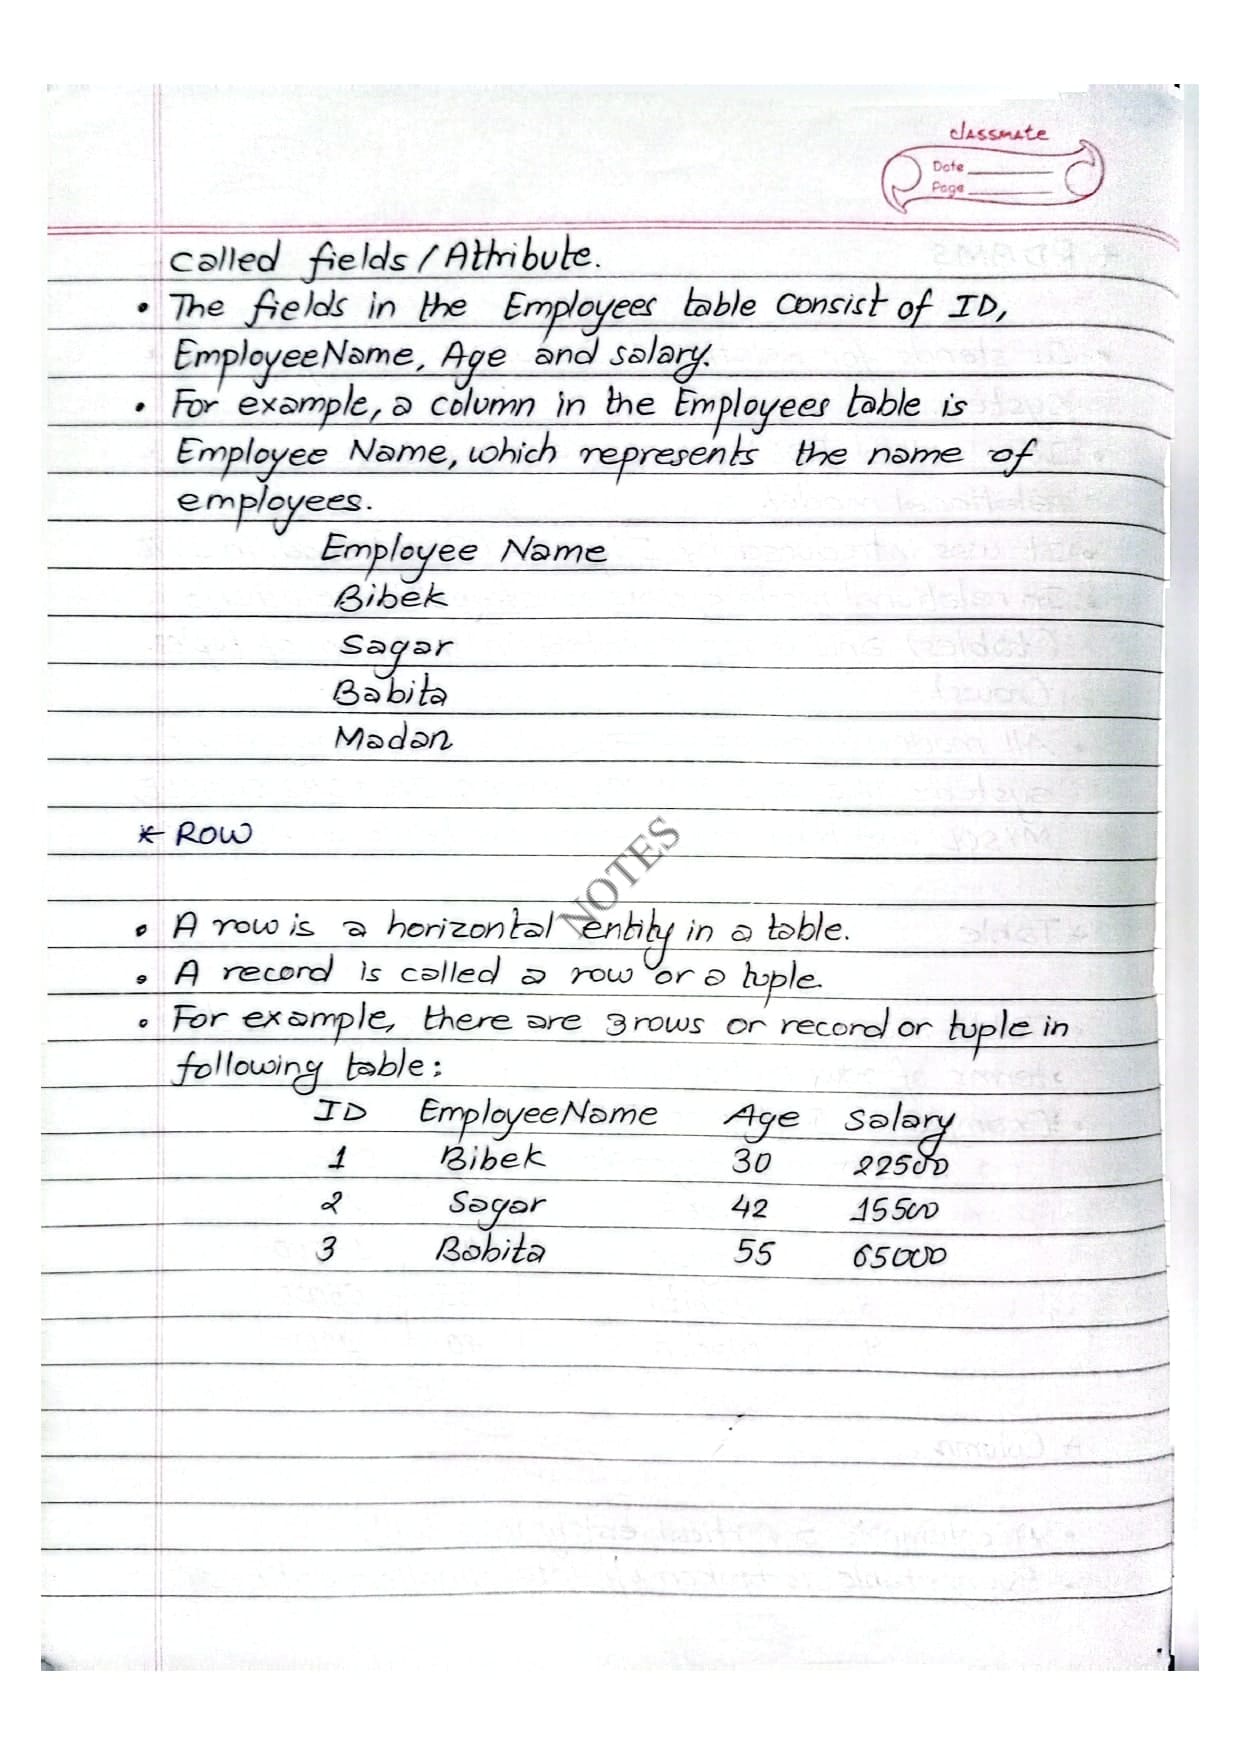 classmate
Date
Page
called fields / Attribute.
• The fields in the Employees table consist of ID,
EmployeeName, Age and salary.
• For example, a column in the Employees table is
Employee Name, which represents the name of
employees.
Employee Name
Bibek
Sagar
Babita
Madan
* ROW
NOTES
• A row is a horizontal entity in a table.
• A record is called a row or a tuple.
• For example, there are 3 rows or record or tuple in
following table:
ID EmployeeName Age Salary
1 Bibek 30 22500
2 Sagar 42 15500
3 Babita 55 65000